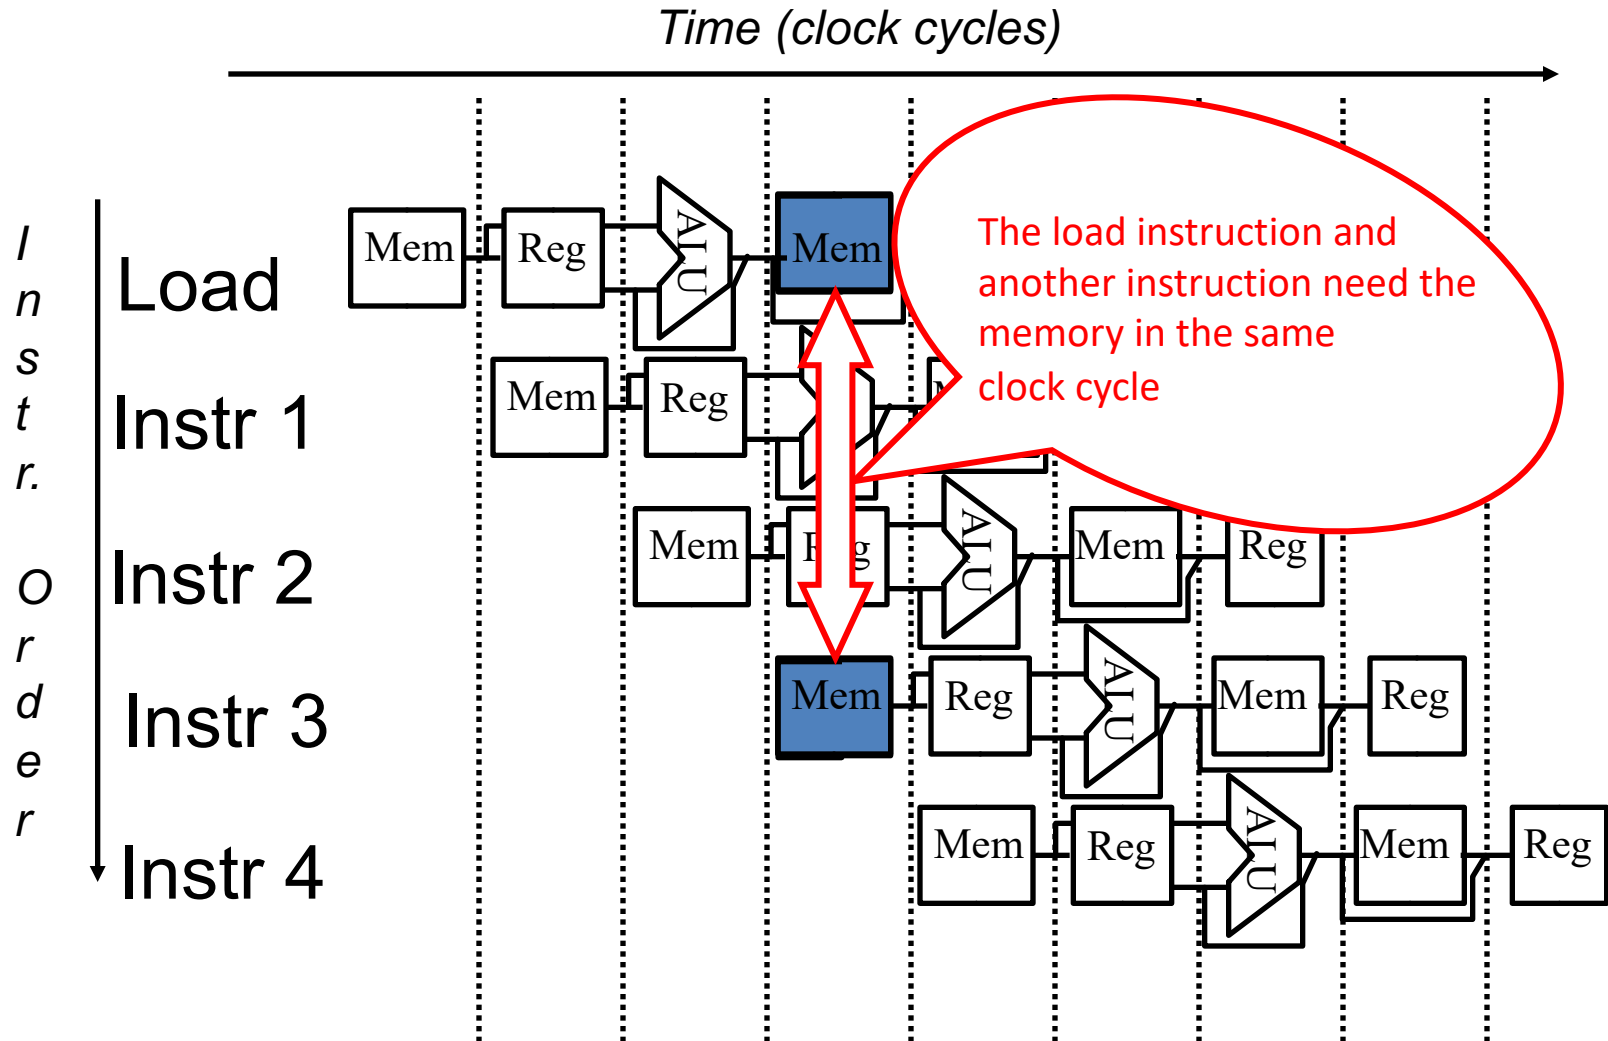 Time (clock cycles)
I
n
s
t
r.
O
r
d
e
r
Load
Mem
Reg
ALU
Mem
The load instruction and
another instruction need the
memory in the same
clock cycle
Instr 1
Mem
Reg
Instr 2
Mem
Reg
ALU
Mem
Reg
Instr 3
Mem
Reg
ALU
Mem
Reg
Instr 4
Mem
Reg
ALU
Mem
Reg